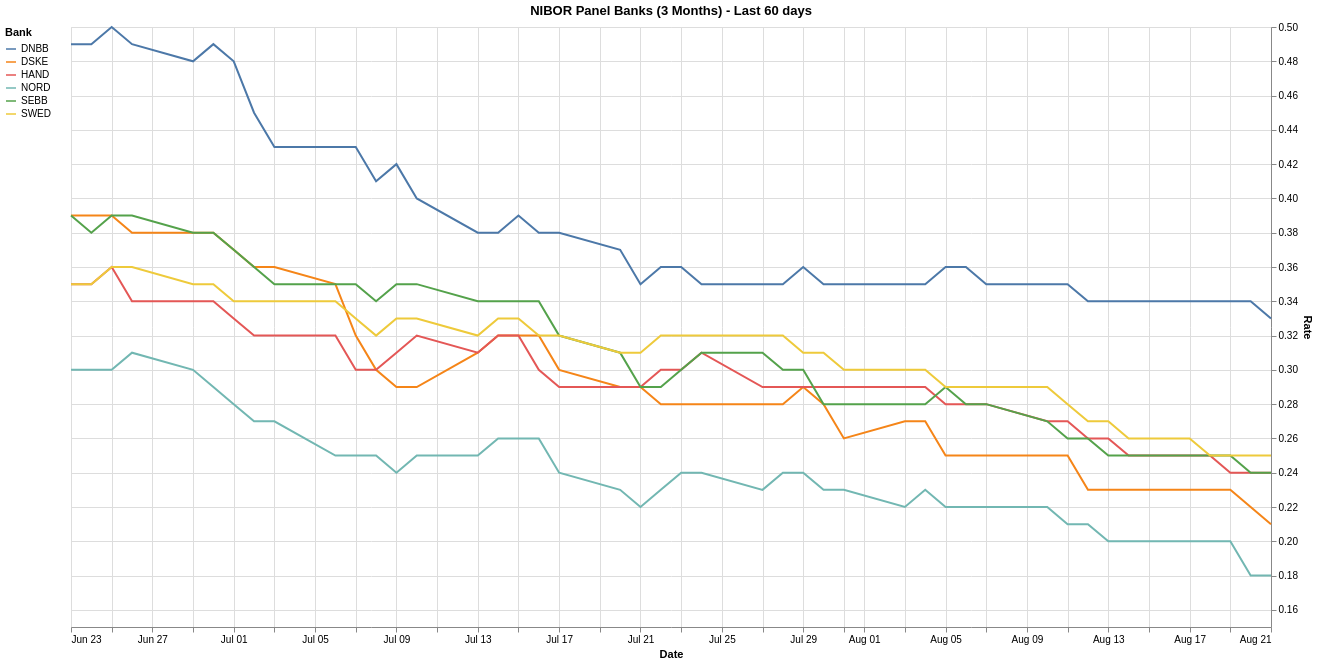 NIBOR Panel Banks (3 Months) - Last 60 days
Bank
DNBB
DSKE
HAND
NORD
SEBB
SWED
0.50
0.48
0.46
0.44
0.42
0.40
0.38
0.36
0.34
0.32
0.30
0.28
0.26
0.24
0.22
0.20
0.18
0.16
Rate
Jun 23 Jun 27 Jul 01 Jul 05 Jul 09 Jul 13 Jul 17 Jul 21 Jul 25 Jul 29 Aug 01 Aug 05 Aug 09 Aug 13 Aug 17 Aug 21
Date